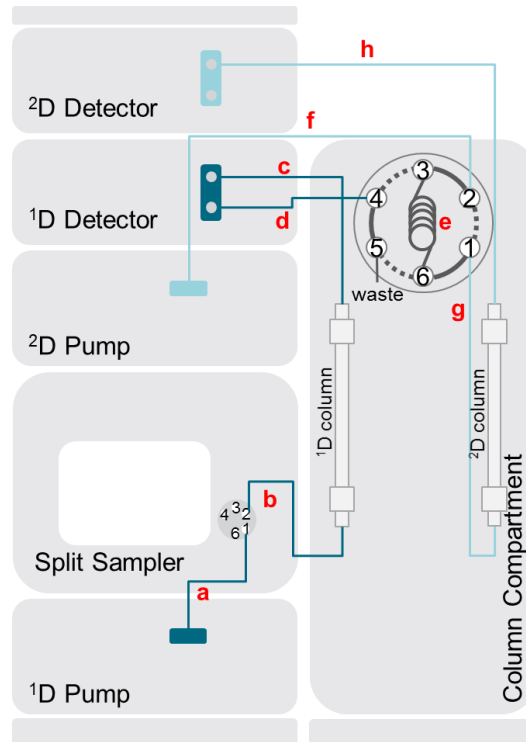 h
²D Detector
f
c
¹D Detector
d
3
4
2
e
5
1
6
waste
g
²D Pump
¹D column
²D column
b
3
4
2
1
6
Split Sampler
a
¹D Pump
Column Compartment